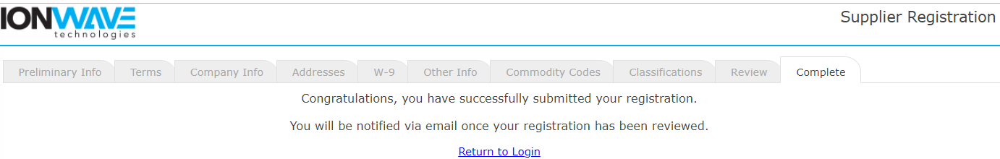 IONWAVE
technologies
Supplier Registration
Preliminary Info Terms Company Info Addresses W-9 Other Info Commodity Codes Classifications Review Complete
Congratulations, you have successfully submitted your registration.
You will be notified via email once your registration has been reviewed.
Return to Login